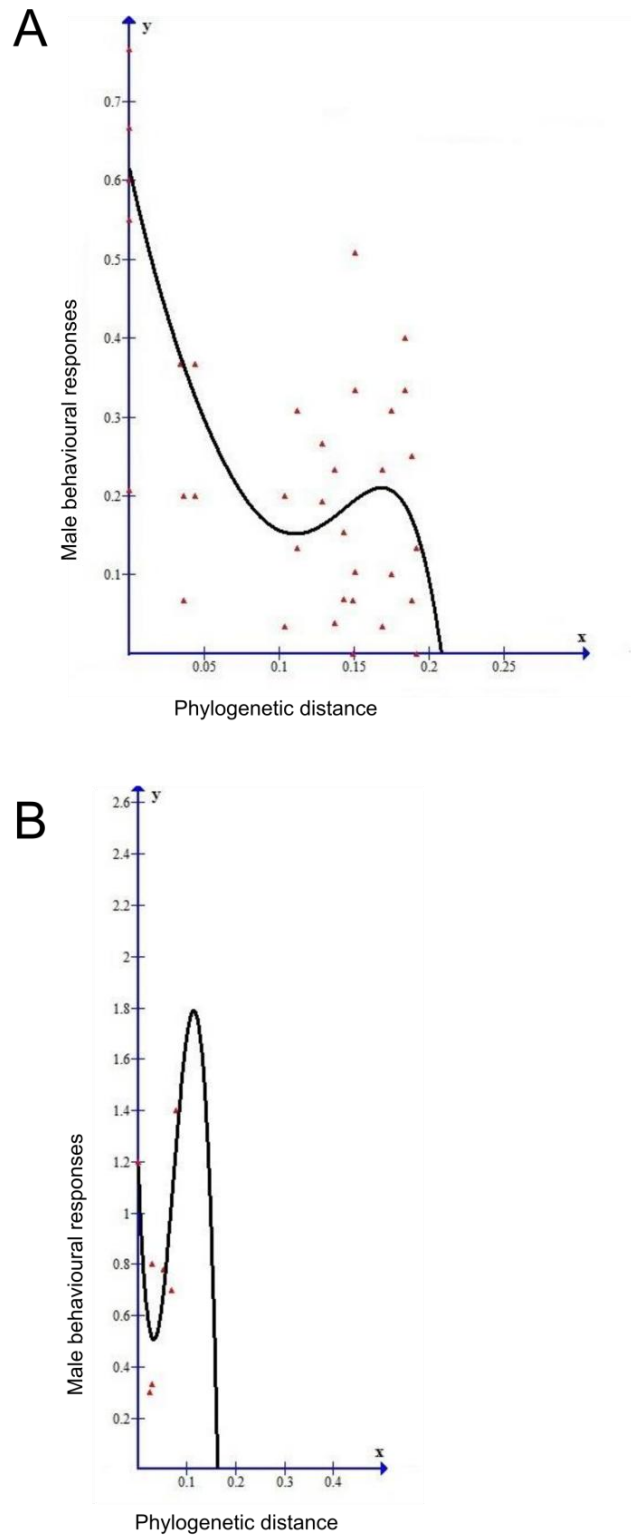 A
y
0.7
0.6
0.5
0.4
0.3
0.2
0.1
Male behavioural responses
x
0.05 0.1 0.15 0.2 0.25
Phylogenetic distance
B
y
2.6
2.4
2.2
2
1.8
1.6
1.4
1.2
1
0.8
0.6
0.4
0.2
Male behavioural responses
x
0.1 0.2 0.3 0.4
Phylogenetic distance